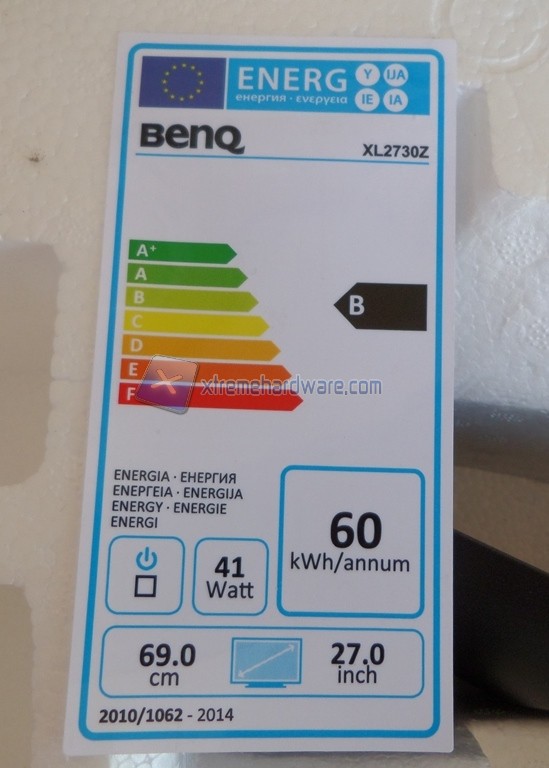 ENERG Y IJA
енергия · ενεργεια IE IA
BenQ XL2730Z
A+
A
B
B
C
D
E
F
xtremehardware.com
ENERGIA · ЕНЕРГИЯ
ΕΝΕΡΓΕΙΑ · ENERGIJA
ENERGY · ENERGIE
ENERGI
41
Watt
60
kWh/annum
69.0
cm
27.0
inch
2010/1062 - 2014